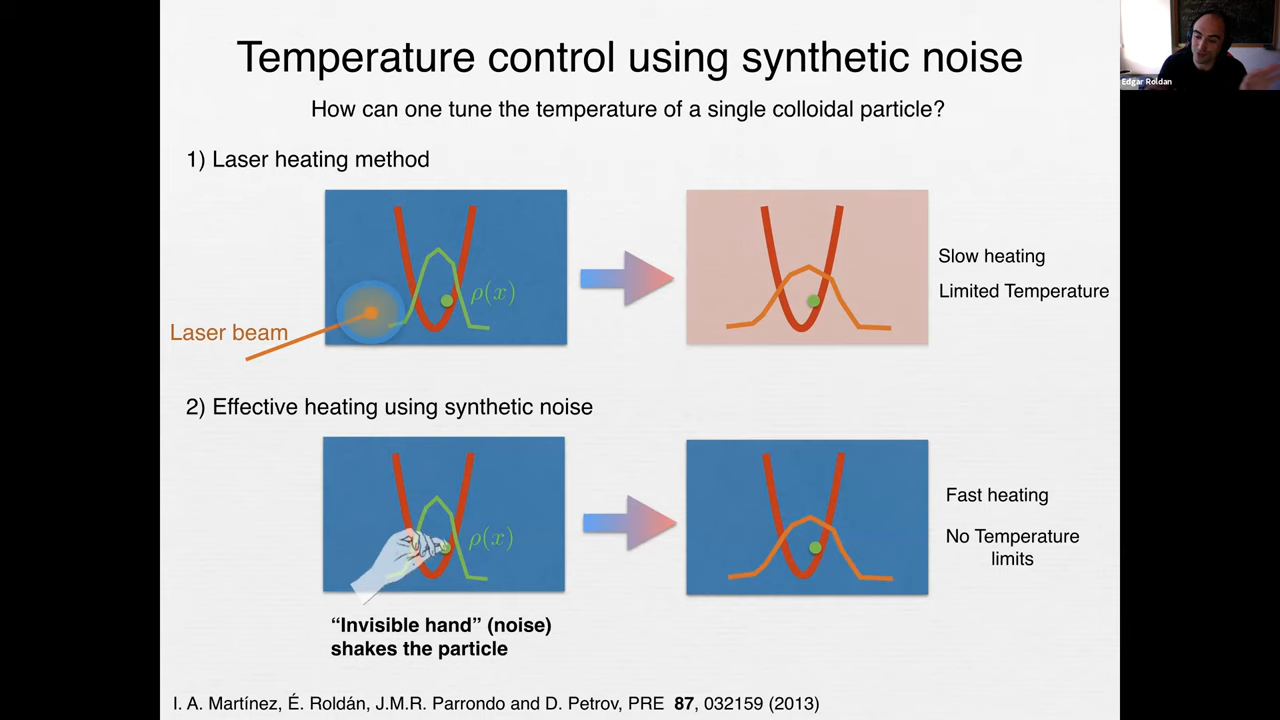 Temperature control using synthetic noise
How can one tune the temperature of a single colloidal particle?
1) Laser heating method
ρ(x)
Laser beam
Slow heating
Limited Temperature
2) Effective heating using synthetic noise
ρ(x)
Fast heating
No Temperature
limits
“Invisible hand” (noise)
shakes the particle
I. A. Martínez, É. Roldán, J.M.R. Parrondo and D. Petrov, PRE 87, 032159 (2013)
Edgar Roldan